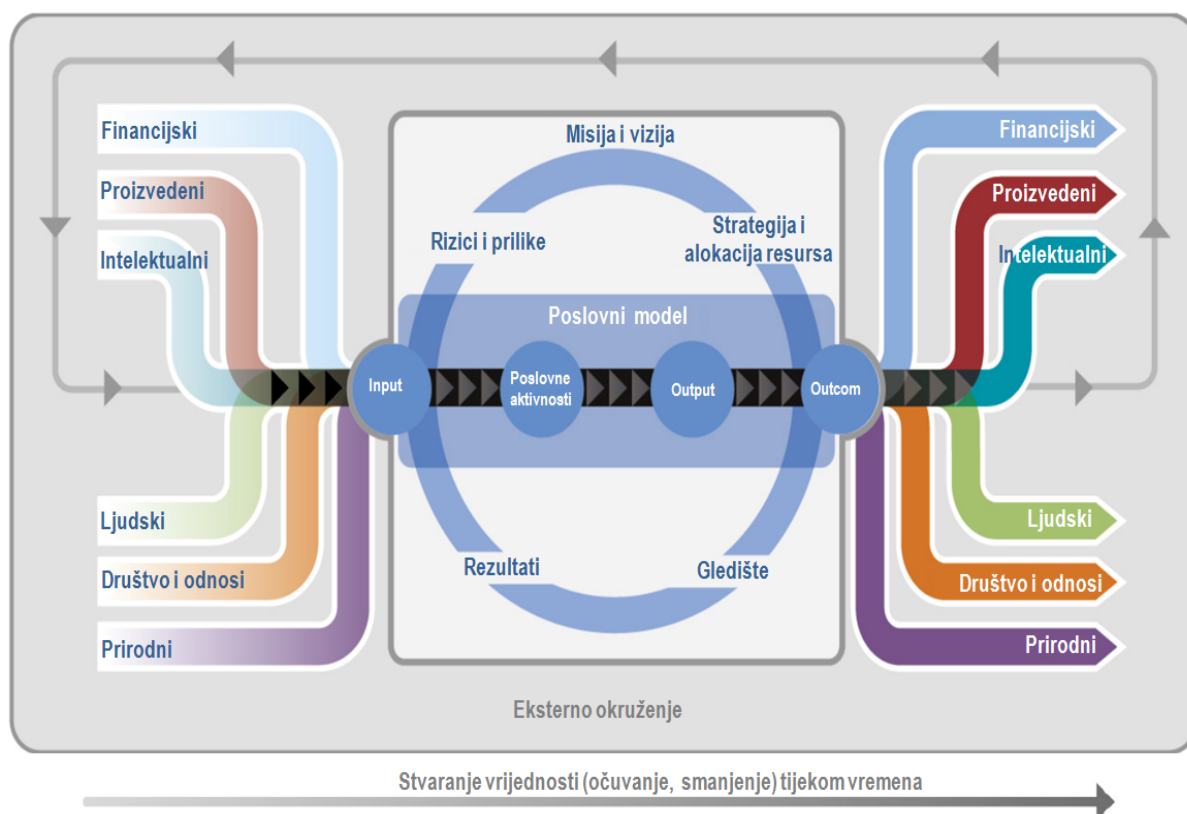 Financijski
Proizvedeni
Intelektualni
Ljudski
Društvo i odnosi
Prirodni
Misija i vizija
Rizici i prilike
Strategija i
alokacija resursa
Poslovni model
Input
Poslovne
aktivnosti
Output
Outcom
Rezultati
Gledište
Financijski
Proizvedeni
Intelektualni
Ljudski
Društvo i odnosi
Prirodni
Eksterno okruženje
Stvaranje vrijednosti (očuvanje, smanjenje) tijekom vremena